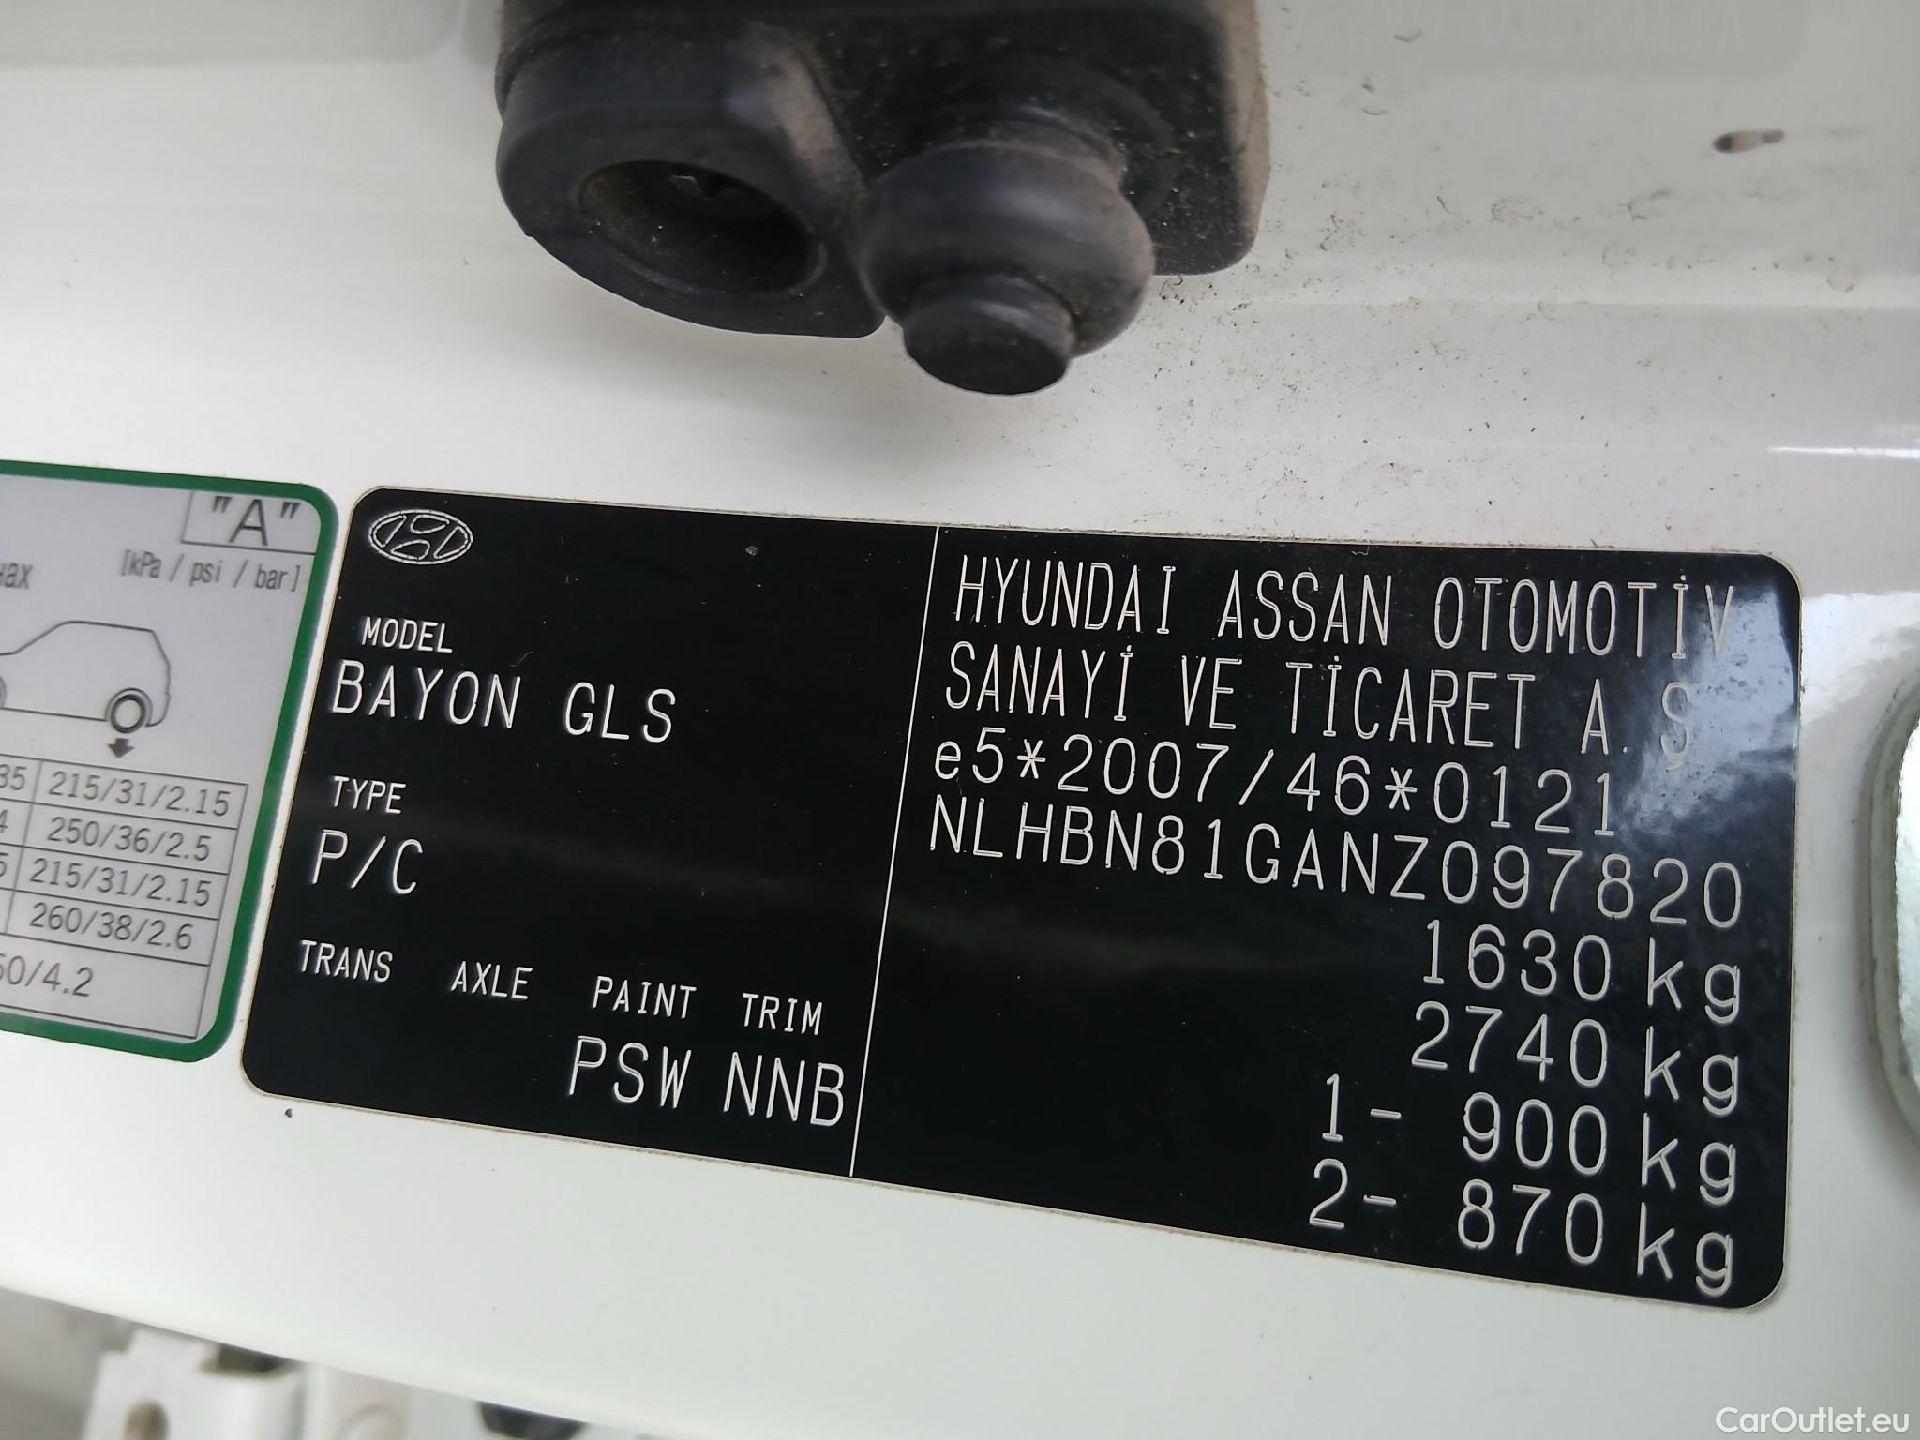 "A"
[kPa / psi / bar]
215/31/2.15
250/36/2.5
215/31/2.15
260/38/2.6
MODEL
BAYON GLS
TYPE
P/C
TRANS AXLE PAINT TRIM
PSW NNB
HYUNDAI ASSAN OTOMOTİV
SANAYİ VE TİCARET A.Ş
e5*2007/46*0121
NLHBN81GANZ097820
1630 kg
2740 kg
1- 900 kg
2- 870 kg
CarOutlet.eu